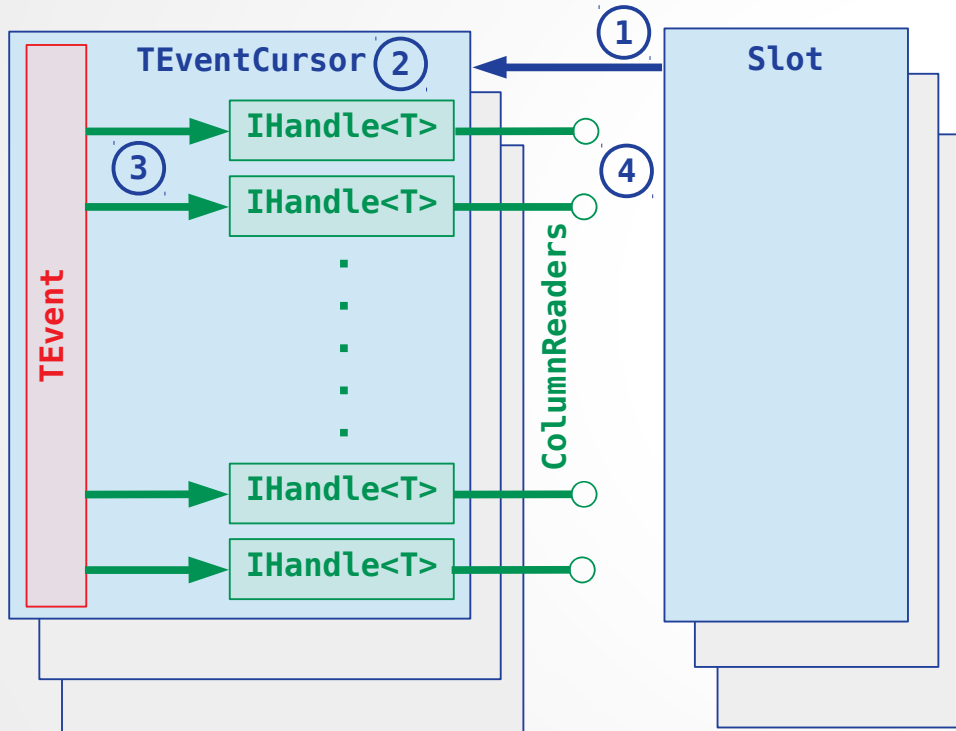 1
TEventCursor 2
Slot
IHandle<T>
3
4
IHandle<T>
TEvent
ColumnReaders
IHandle<T>
IHandle<T>